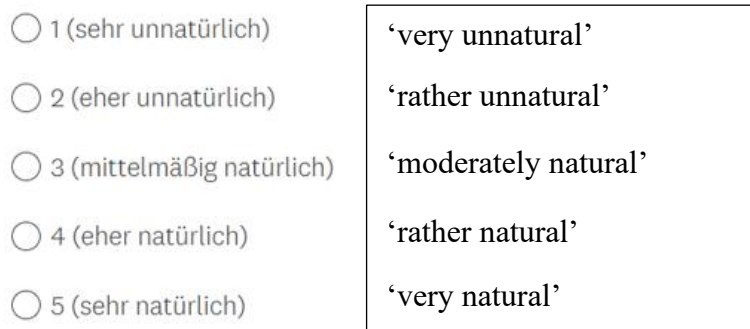 1 (sehr unnatürlich) ‘very unnatural’
2 (eher unnatürlich) ‘rather unnatural’
3 (mittelmäßig natürlich) ‘moderately natural’
4 (eher natürlich) ‘rather natural’
5 (sehr natürlich) ‘very natural’